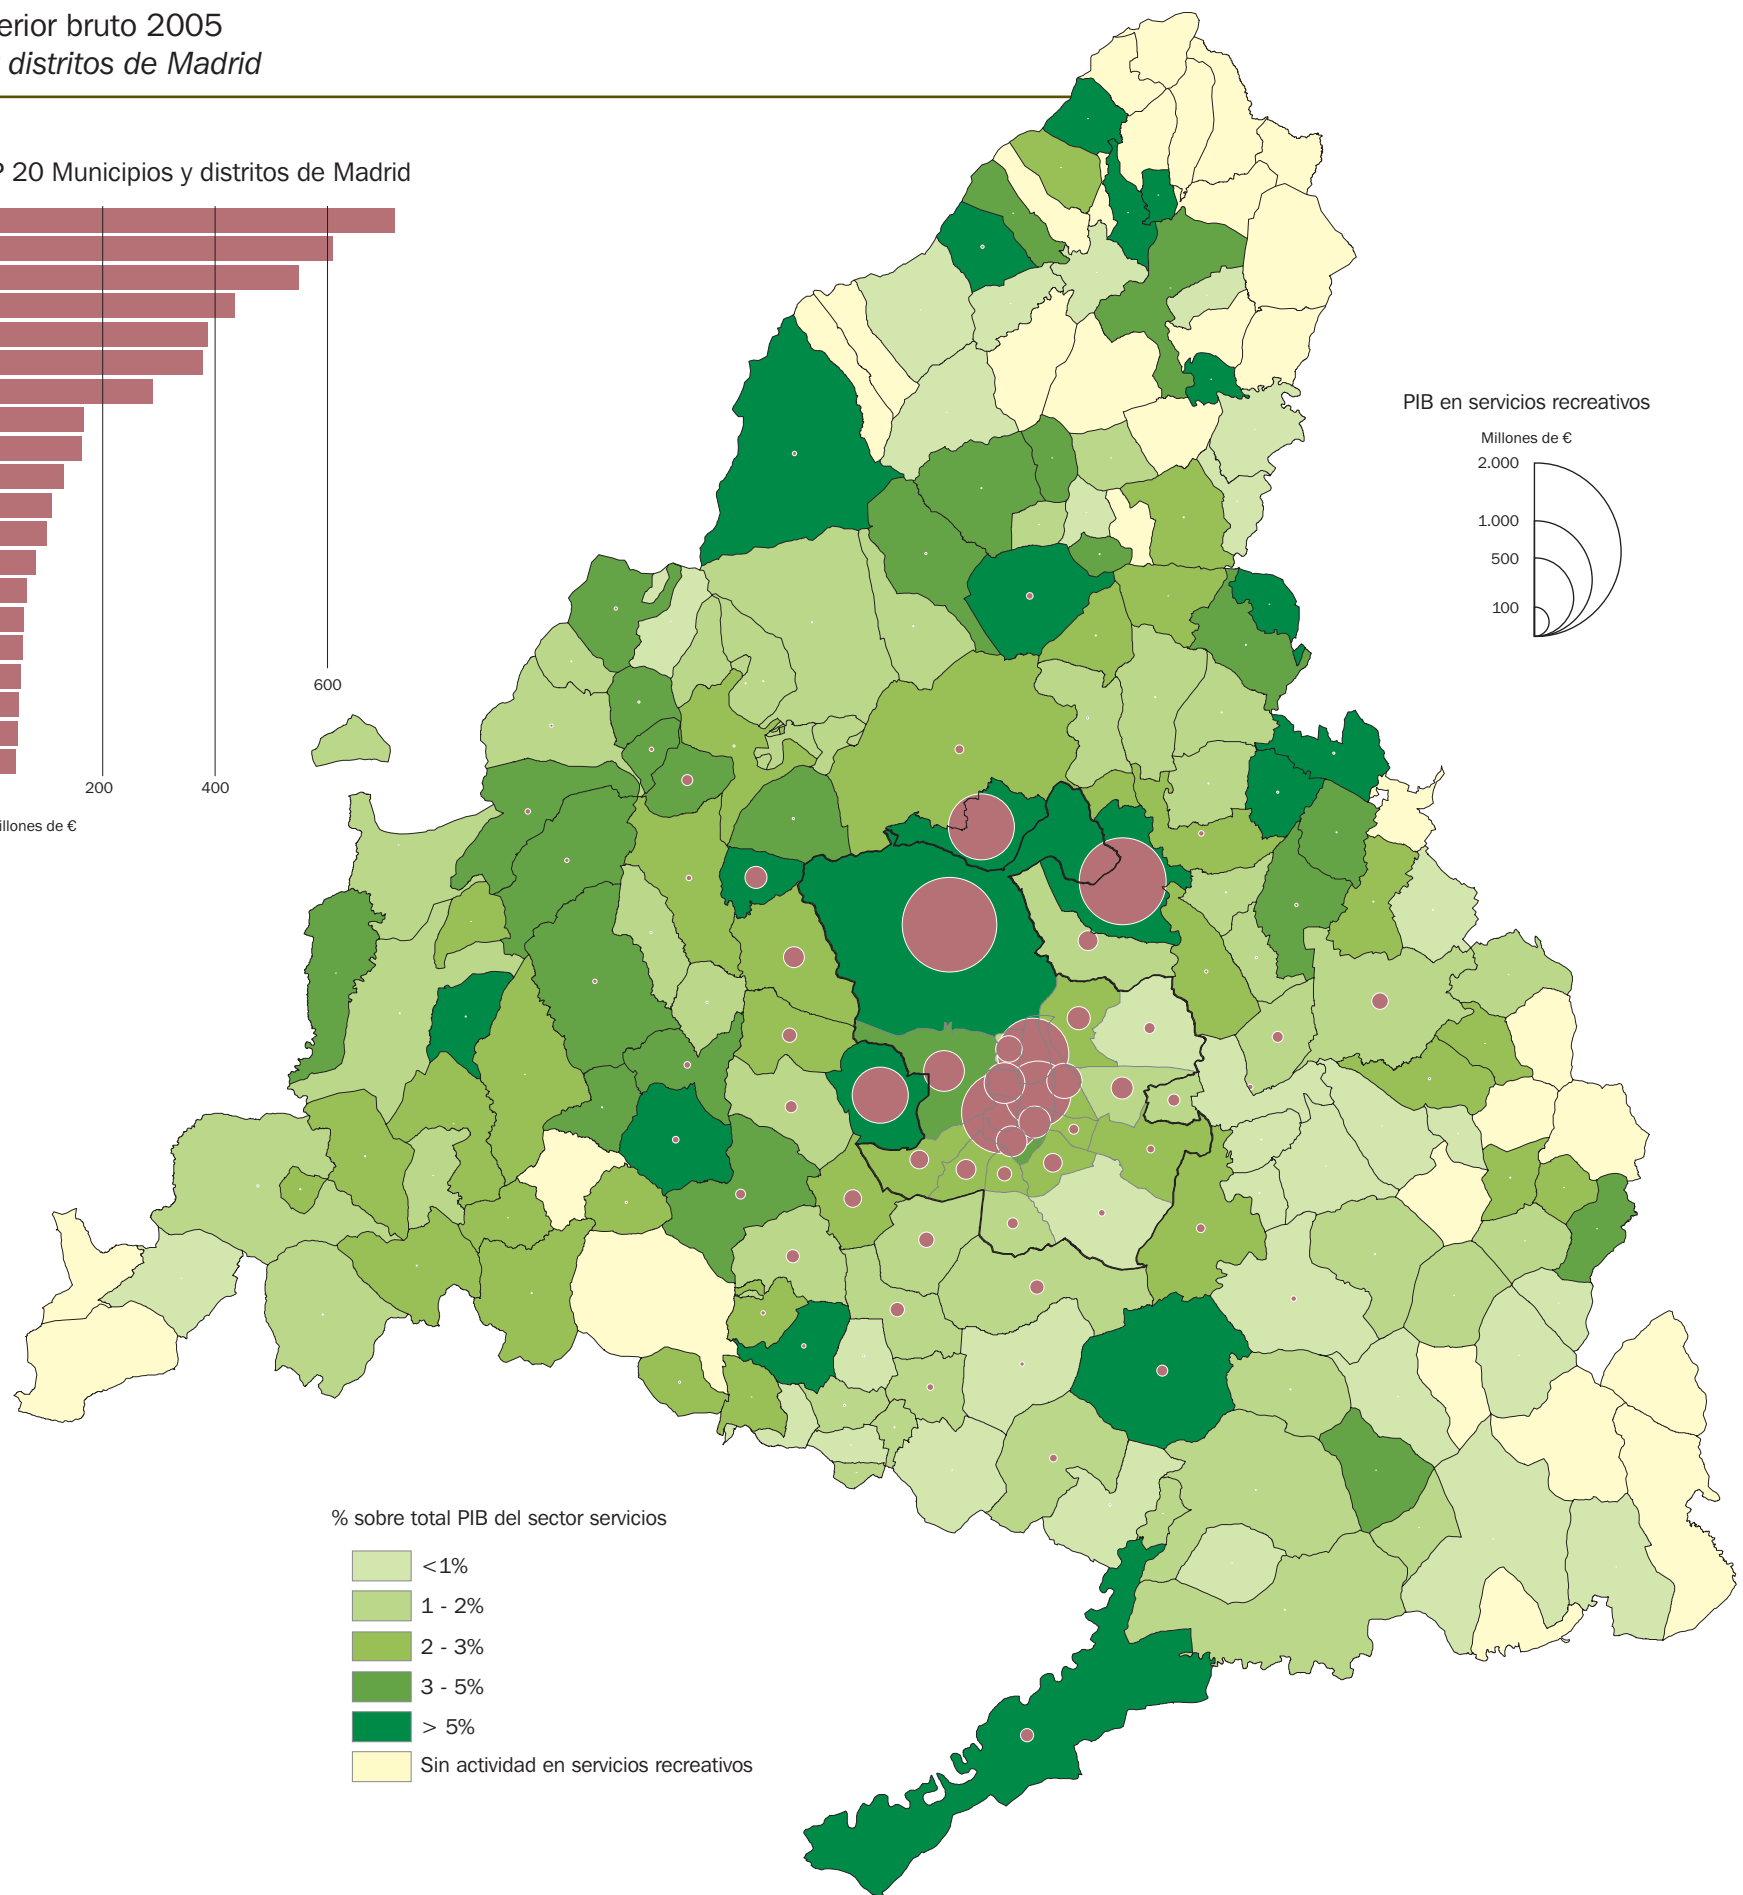 erior bruto 2005
distritos de Madrid
P 20 Municipios y distritos de Madrid
600
200
400
illones de €
PIB en servicios recreativos
Millones de €
2.000
1.000
500
100
% sobre total PIB del sector servicios
<1%
1 - 2%
2 - 3%
3 - 5%
> 5%
Sin actividad en servicios recreativos